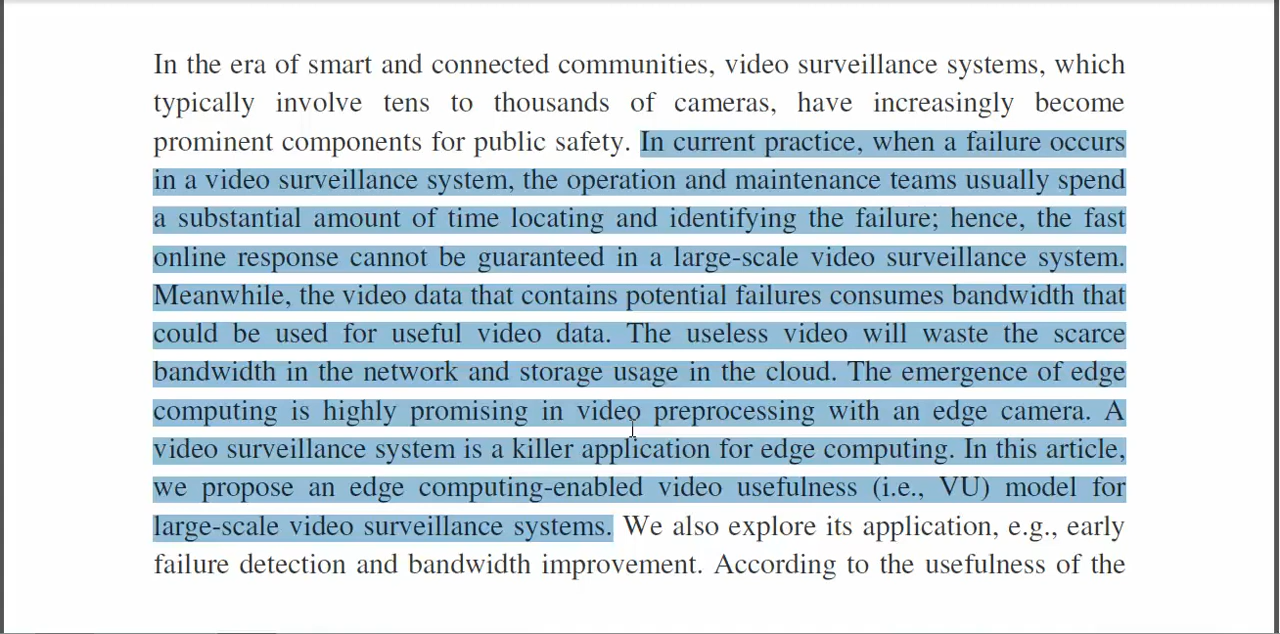 In the era of smart and connected communities, video surveillance systems, which
typically involve tens to thousands of cameras, have increasingly become
prominent components for public safety. In current practice, when a failure occurs
in a video surveillance system, the operation and maintenance teams usually spend
a substantial amount of time locating and identifying the failure; hence, the fast
online response cannot be guaranteed in a large-scale video surveillance system.
Meanwhile, the video data that contains potential failures consumes bandwidth that
could be used for useful video data. The useless video will waste the scarce
bandwidth in the network and storage usage in the cloud. The emergence of edge
computing is highly promising in video preprocessing with an edge camera. A
video surveillance system is a killer application for edge computing. In this article,
we propose an edge computing-enabled video usefulness (i.e., VU) model for
large-scale video surveillance systems. We also explore its application, e.g., early
failure detection and bandwidth improvement. According to the usefulness of the